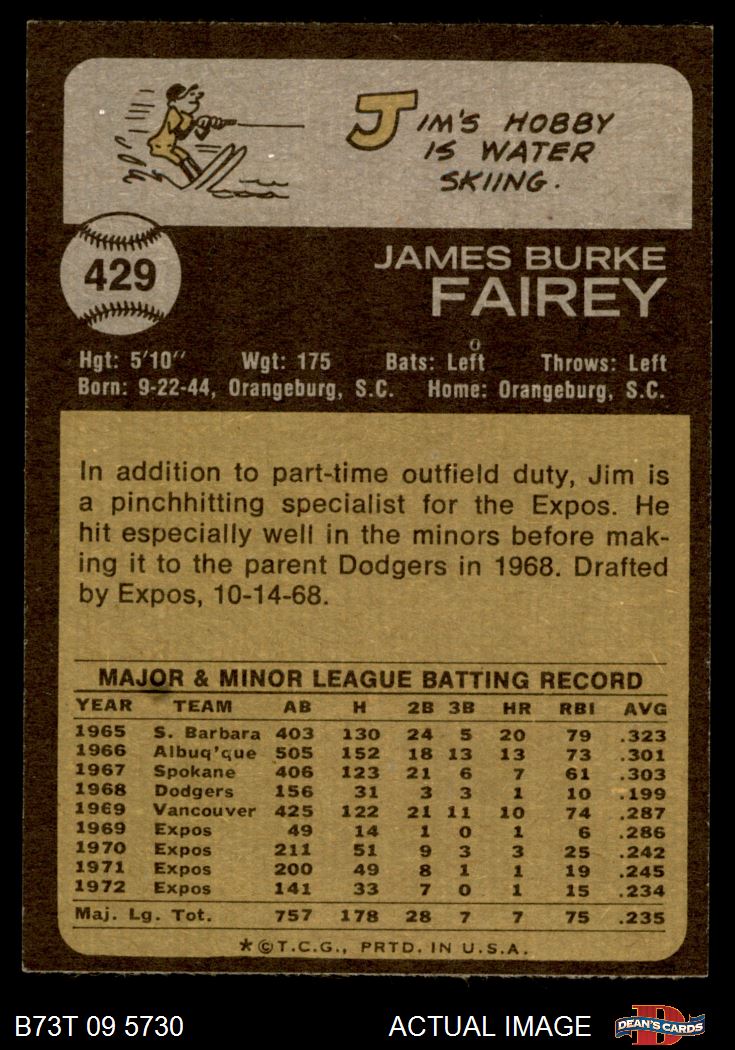 JIM'S HOBBY
IS WATER
SKIING.
429
JAMES BURKE
FAIREY
Hgt: 5'10" Wgt: 175 Bats: Left Throws: Left
Born: 9-22-44, Orangeburg, S.C. Home: Orangeburg, S.C.
In addition to part-time outfield duty, Jim is
a pinchhitting specialist for the Expos. He
hit especially well in the minors before mak-
ing it to the parent Dodgers in 1968. Drafted
by Expos, 10-14-68.
MAJOR & MINOR LEAGUE BATTING RECORD
YEAR TEAM AB H 2B 3B HR RBI AVG
1965 S. Barbara 403 130 24 5 20 79 .323
1966 Albuq'que 505 152 18 13 13 73 .301
1967 Spokane 406 123 21 6 7 61 .303
1968 Dodgers 156 31 3 3 1 10 .199
1969 Vancouver 425 122 21 11 10 74 .287
1969 Expos 49 14 1 0 1 6 .286
1970 Expos 211 51 9 3 3 25 .242
1971 Expos 200 49 8 1 1 19 .245
1972 Expos 141 33 7 0 1 15 .234
Maj. Lg. Tot. 757 178 28 7 7 75 .235
*©T.C.G., PRTD. IN U.S.A.
B73T 09 5730 ACTUAL IMAGE DEAN'S CARDS